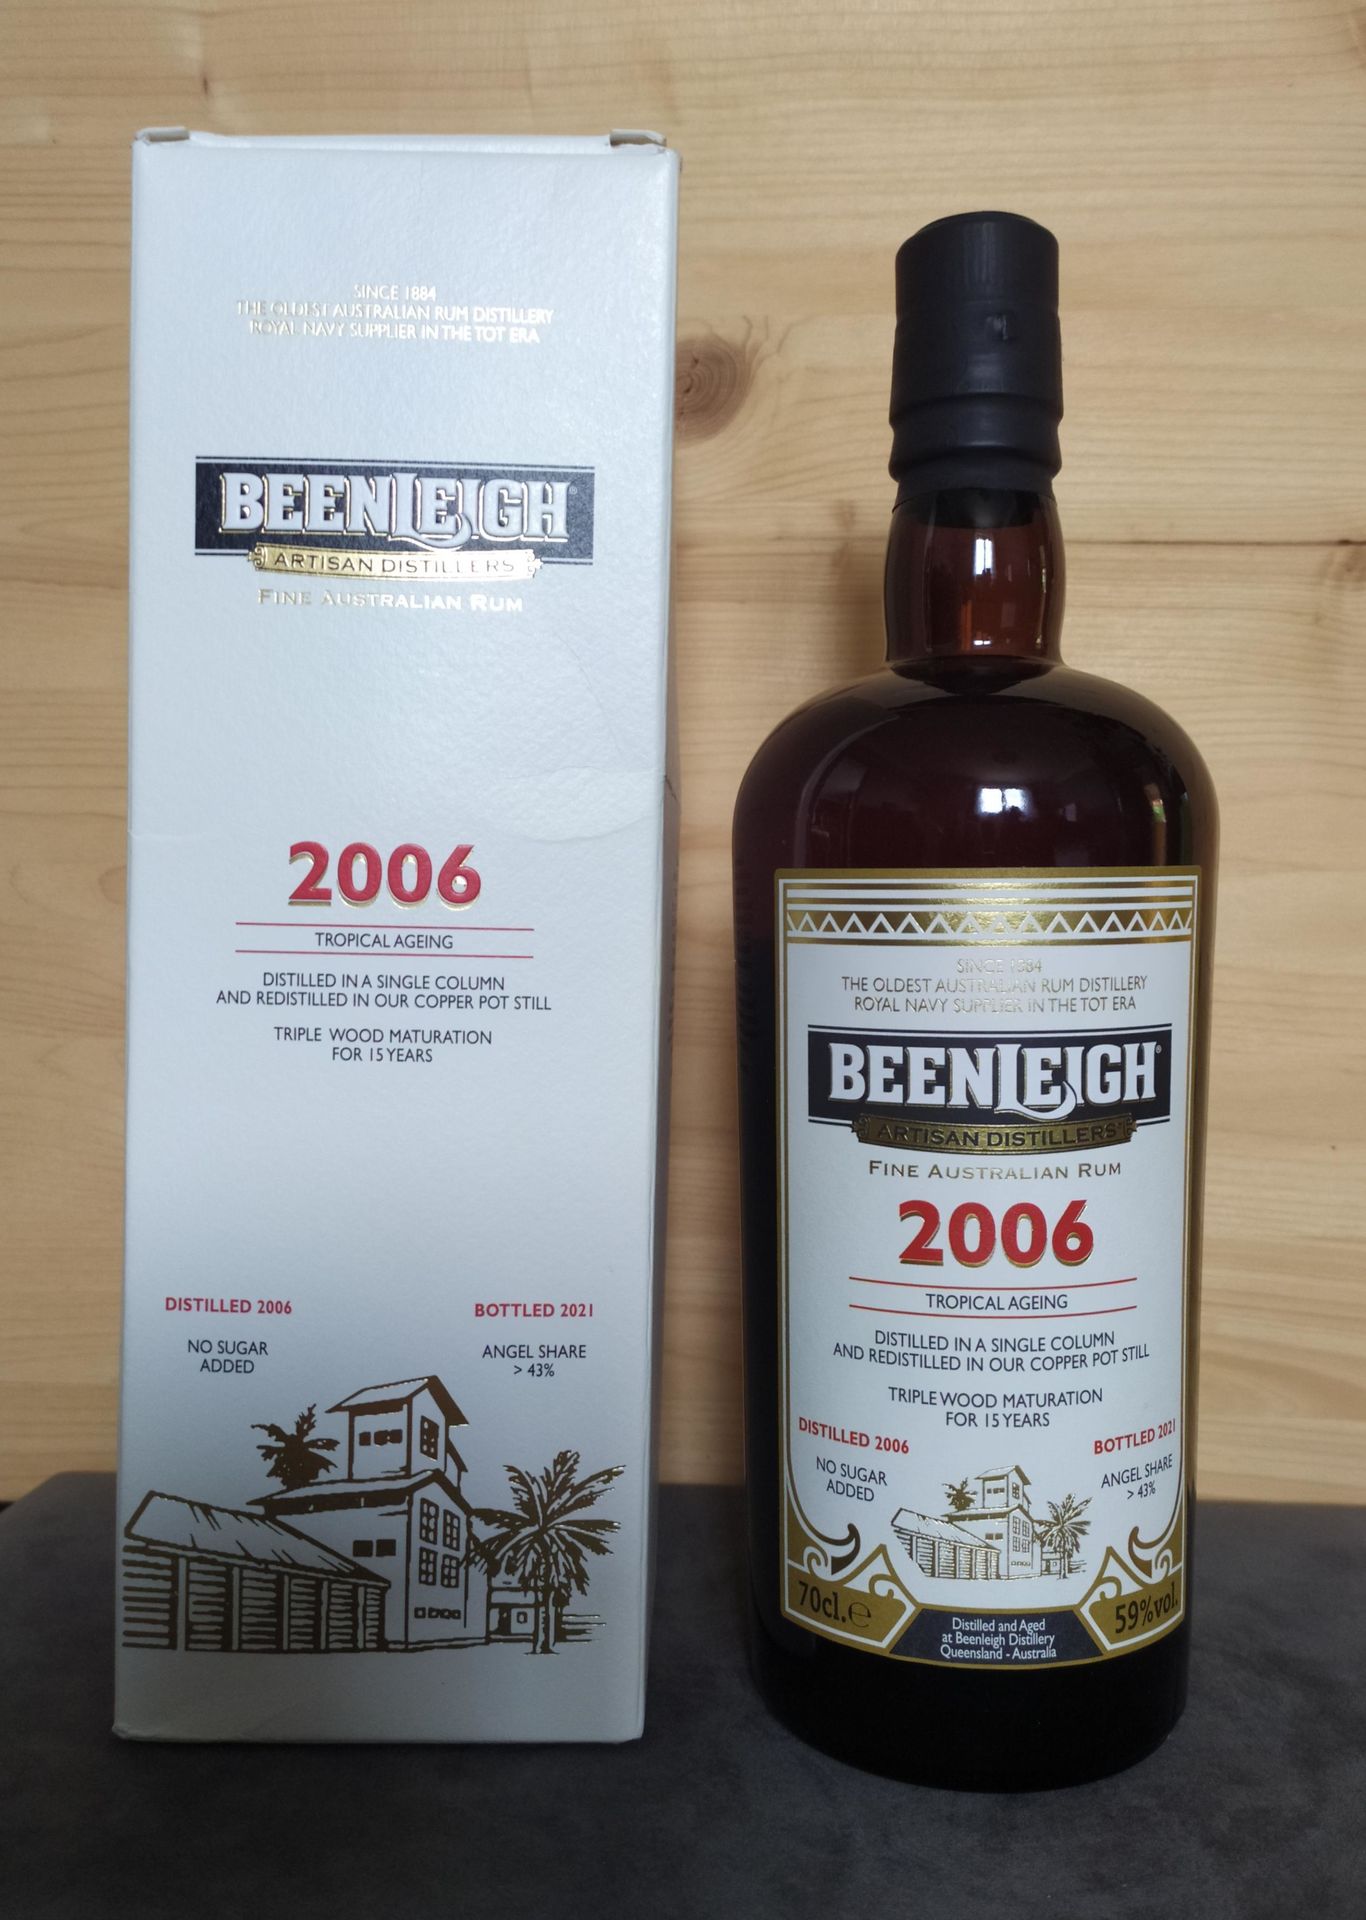 SINCE 1884
THE OLDEST AUSTRALIAN RUM DISTILLERY
ROYAL NAVY SUPPLIER IN THE TOT ERA
BEENLEIGH®
ARTISAN DISTILLERS
FINE AUSTRALIAN RUM
2006
TROPICAL AGEING
DISTILLED IN A SINGLE COLUMN
AND REDISTILLED IN OUR COPPER POT STILL
TRIPLE WOOD MATURATION
FOR 15 YEARS
DISTILLED 2006
NO SUGAR
ADDED
BOTTLED 2021
ANGEL SHARE
> 43%
SINCE 1884
THE OLDEST AUSTRALIAN RUM DISTILLERY
ROYAL NAVY SUPPLIER IN THE TOT ERA
BEENLEIGH®
ARTISAN DISTILLERS™
FINE AUSTRALIAN RUM
2006
TROPICAL AGEING
DISTILLED IN A SINGLE COLUMN
AND REDISTILLED IN OUR COPPER POT STILL
TRIPLE WOOD MATURATION
FOR 15 YEARS
DISTILLED 2006
NO SUGAR
ADDED
BOTTLED 2021
ANGEL SHARE
> 43%
70cl.℮
Distilled and Aged
at Beenleigh Distillery
Queensland - Australia
59%vol.